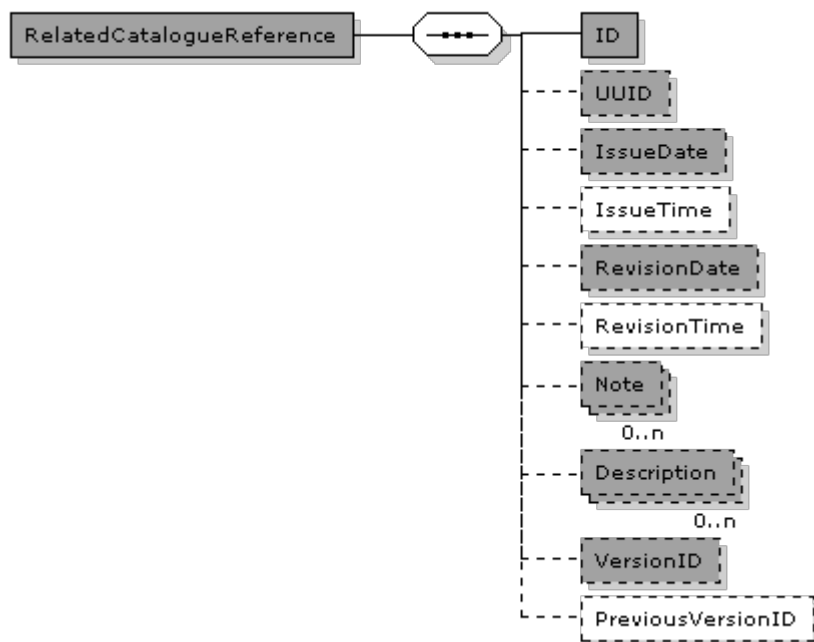 RelatedCatalogueReference
ID
UUID
IssueDate
IssueTime
RevisionDate
RevisionTime
Note
0..n
Description
0..n
VersionID
PreviousVersionID